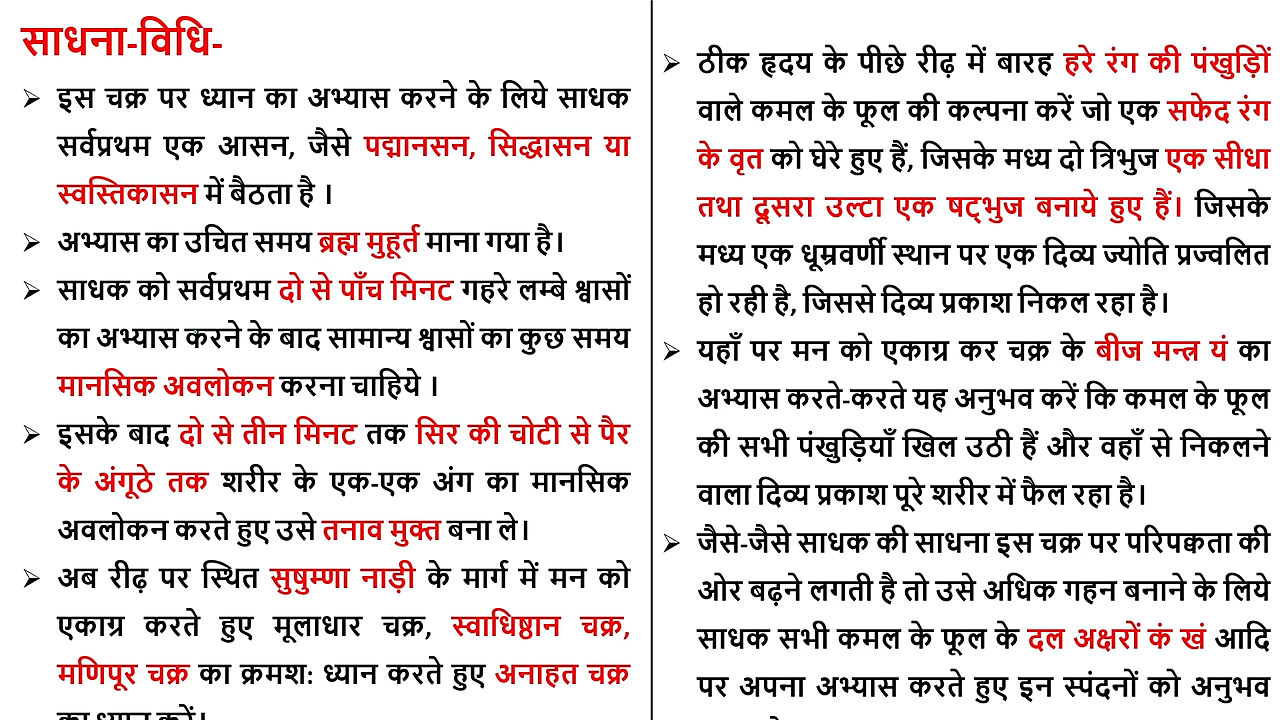 साधना-विधि-
➢ इस चक्र पर ध्यान का अभ्यास करने के लिये साधक
सर्वप्रथम एक आसन, जैसे पद्मानसन, सिद्धासन या
स्वस्तिकासन में बैठता है ।
➢ अभ्यास का उचित समय ब्रह्म मुहूर्त माना गया है।
➢ साधक को सर्वप्रथम दो से पाँच मिनट गहरे लम्बे श्वासों
का अभ्यास करने के बाद सामान्य श्वासों का कुछ समय
मानसिक अवलोकन करना चाहिये ।
➢ इसके बाद दो से तीन मिनट तक सिर की चोटी से पैर
के अंगूठे तक शरीर के एक-एक अंग का मानसिक
अवलोकन करते हुए उसे तनाव मुक्त बना ले।
➢ अब रीढ़ पर स्थित सुषुम्णा नाड़ी के मार्ग में मन को
एकाग्र करते हुए मूलाधार चक्र, स्वाधिष्ठान चक्र,
मणिपूर चक्र का क्रमश: ध्यान करते हुए अनाहत चक्र
का ध्यान करें।
➢ ठीक हृदय के पीछे रीढ़ में बारह हरे रंग की पंखुड़िों
वाले कमल के फूल की कल्पना करें जो एक सफेद रंग
के वृत को घेरे हुए हैं, जिसके मध्य दो त्रिभुज एक सीधा
तथा दूसरा उल्टा एक षट्भुज बनाये हुए हैं। जिसके
मध्य एक धूम्रवर्णी स्थान पर एक दिव्य ज्योति प्रज्वलित
हो रही है, जिससे दिव्य प्रकाश निकल रहा है।
➢ यहाँ पर मन को एकाग्र कर चक्र के बीज मन्त्र यं का
अभ्यास करते-करते यह अनुभव करें कि कमल के फूल
की सभी पंखुड़ियाँ खिल उठी हैं और वहाँ से निकलने
वाला दिव्य प्रकाश पूरे शरीर में फैल रहा है।
➢ जैसे-जैसे साधक की साधना इस चक्र पर परिपक्वता की
ओर बढ़ने लगती है तो उसे अधिक गहन बनाने के लिये
साधक सभी कमल के फूल के दल अक्षरों कं खं आदि
पर अपना अभ्यास करते हुए इन स्पंदनों को अनुभव